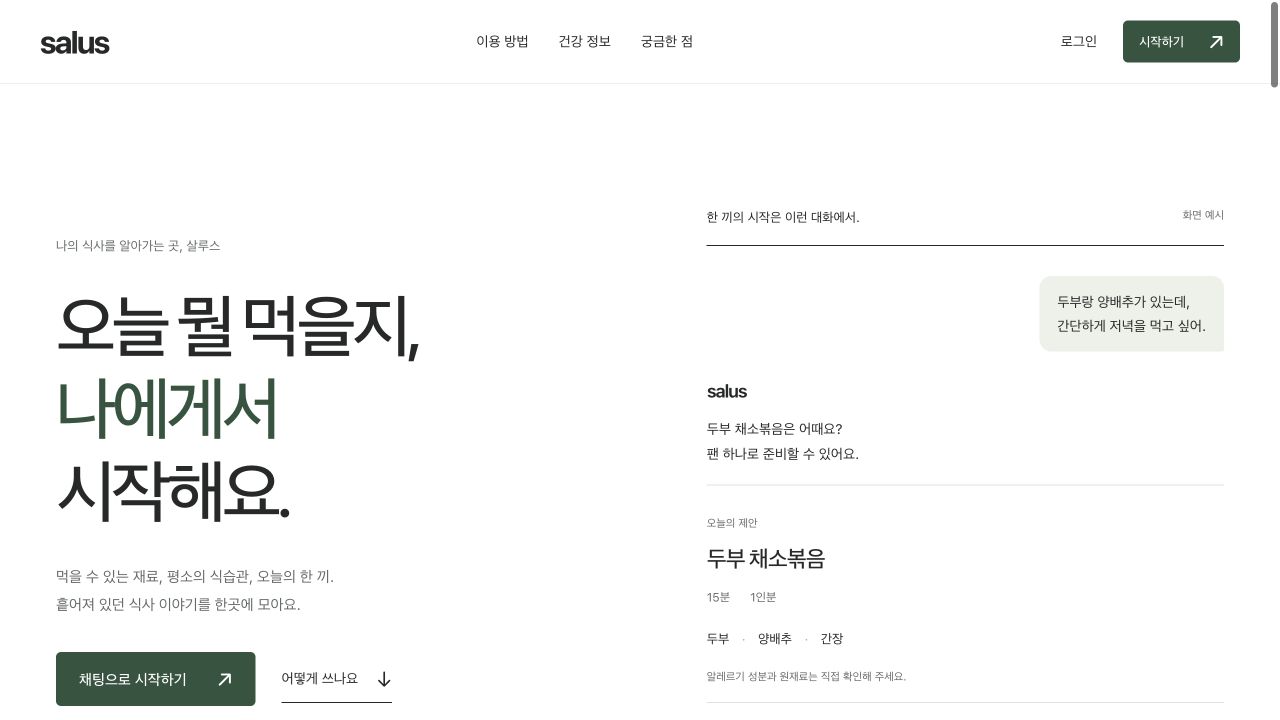 salus
이용 방법
건강 정보
궁금한 점
로그인
시작하기
나의 식사를 알아가는 곳, 살루스
오늘 뭘 먹을지,
나에게서
시작해요.
먹을 수 있는 재료, 평소의 식습관, 오늘의 한 끼.
흩어져 있던 식사 이야기를 한곳에 모아요.
채팅으로 시작하기
어떻게 쓰나요
한 끼의 시작은 이런 대화에서.
화면 예시
두부랑 양배추가 있는데,
간단하게 저녁을 먹고 싶어.
salus
두부 채소볶음은 어때요?
팬 하나로 준비할 수 있어요.
오늘의 제안
두부 채소볶음
15분 1인분
두부 · 양배추 · 간장
알레르기 성분과 원재료는 직접 확인해 주세요.